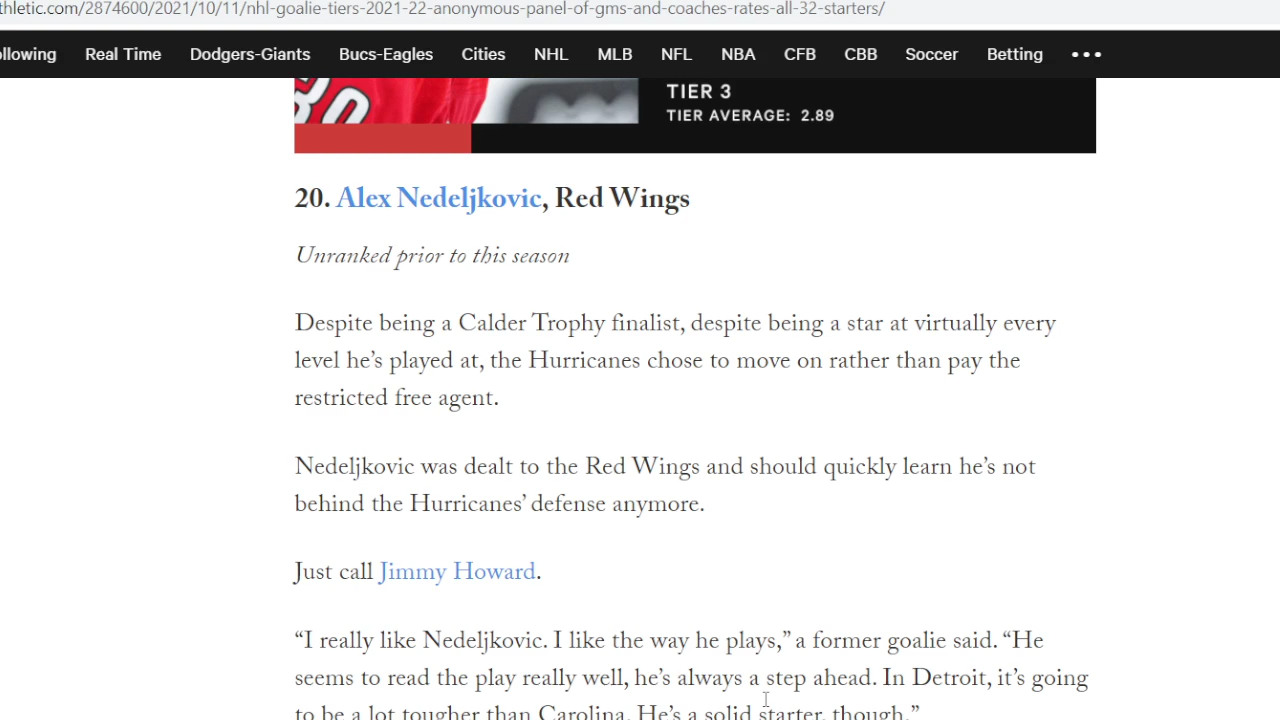 thletic.com/2874600/2021/10/11/nhl-goalie-tiers-2021-22-anonymous-panel-of-gms-and-coaches-rates-all-32-starters/
ollowing Real Time Dodgers-Giants Bucs-Eagles Cities NHL MLB NFL NBA CFB CBB Soccer Betting •••
TIER 3
TIER AVERAGE: 2.89
20. Alex Nedeljkovic, Red Wings
Unranked prior to this season
Despite being a Calder Trophy finalist, despite being a star at virtually every
level he’s played at, the Hurricanes chose to move on rather than pay the
restricted free agent.
Nedeljkovic was dealt to the Red Wings and should quickly learn he’s not
behind the Hurricanes’ defense anymore.
Just call Jimmy Howard.
“I really like Nedeljkovic. I like the way he plays,” a former goalie said. “He
seems to read the play really well, he’s always a step ahead. In Detroit, it’s going
to be a lot tougher than Carolina. He’s a solid starter, though.”